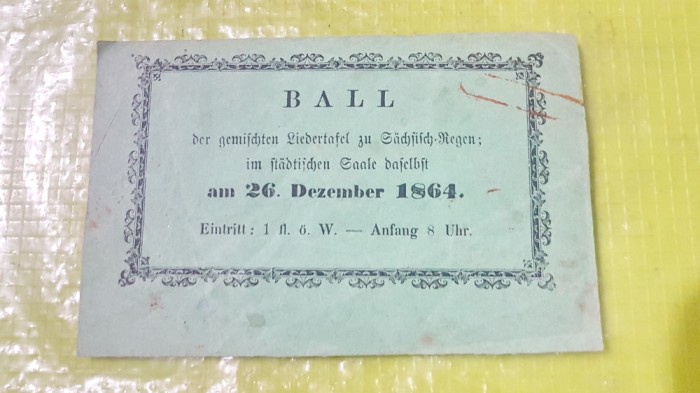 BALL
der gemischten Liedertafel zu Sächsisch-Regen;
im städtischen Saale daselbst
am 26. Dezember 1864.
Eintritt: 1 fl. ö. W. — Anfang 8 Uhr.